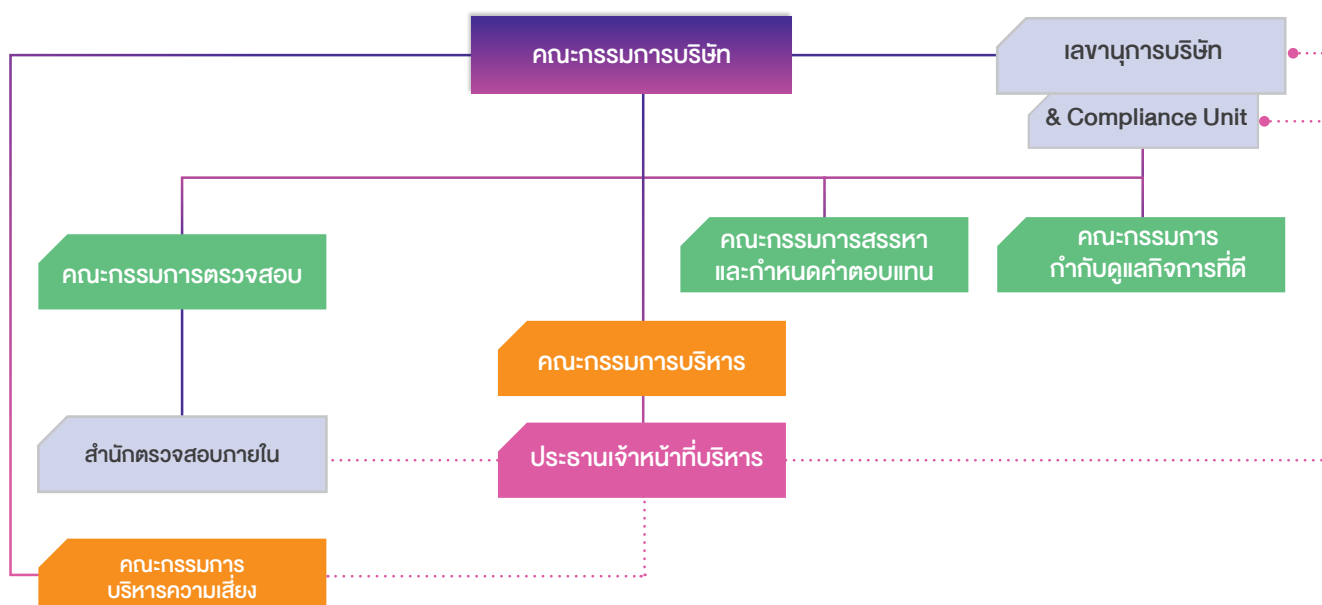 คณะกรรมการบริษัท
เลขานุการบริษัท
& Compliance Unit
คณะกรรมการตรวจสอบ
คณะกรรมการสรรหา
และกำหนดค่าตอบแทน
คณะกรรมการ
กำกับดูแลกิจการที่ดี
คณะกรรมการบริหาร
สำนักตรวจสอบภายใน
ประธานเจ้าหน้าที่บริหาร
คณะกรรมการ
บริหารความเสี่ยง